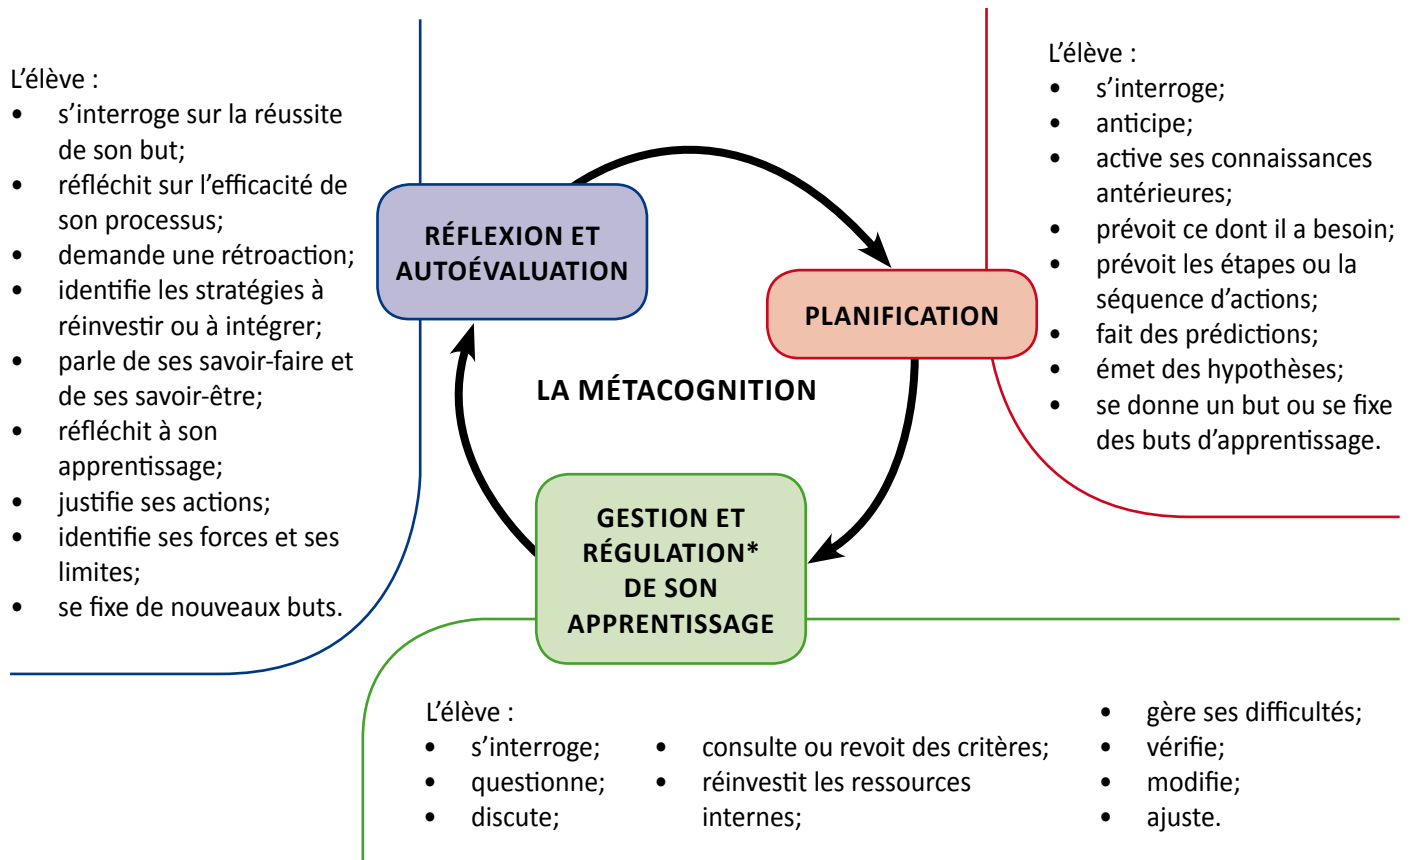 L'élève :
• s'interroge sur la réussite
de son but;
• réfléchit sur l'efficacité de
son processus;
• demande une rétroaction;
• identifie les stratégies à
réinvestir ou à intégrer;
• parle de ses savoir-faire et
de ses savoir-être;
• réfléchit à son
apprentissage;
• justifie ses actions;
• identifie ses forces et ses
limites;
• se fixe de nouveaux buts.
RÉFLEXION ET
AUTOÉVALUATION
L'élève :
• s'interroge;
• anticipe;
• active ses connaissances
antérieures;
• prévoit ce dont il a besoin;
• prévoit les étapes ou la
séquence d'actions;
• fait des prédictions;
• émet des hypothèses;
• se donne un but ou se fixe
des buts d'apprentissage.
PLANIFICATION
LA MÉTACOGNITION
GESTION ET
RÉGULATION*
DE SON
APPRENTISSAGE
L'élève :
• s'interroge;
• questionne;
• discute;
• consulte ou revoit des critères;
• réinvestit les ressources
internes;
• gère ses difficultés;
• vérifie;
• modifie;
• ajuste.